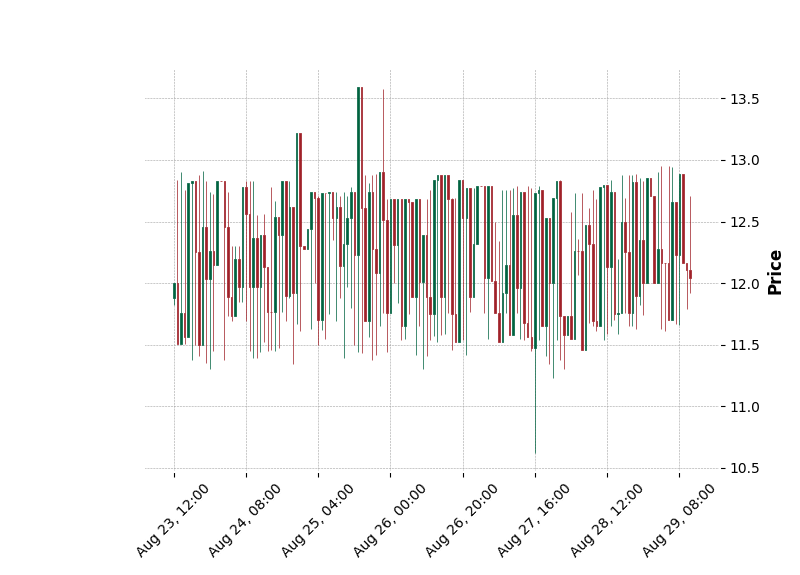 13.5
13.0
12.5
12.0
11.5
11.0
10.5
Price
Aug 23, 12:00
Aug 24, 08:00
Aug 25, 04:00
Aug 26, 00:00
Aug 26, 20:00
Aug 27, 16:00
Aug 28, 12:00
Aug 29, 08:00